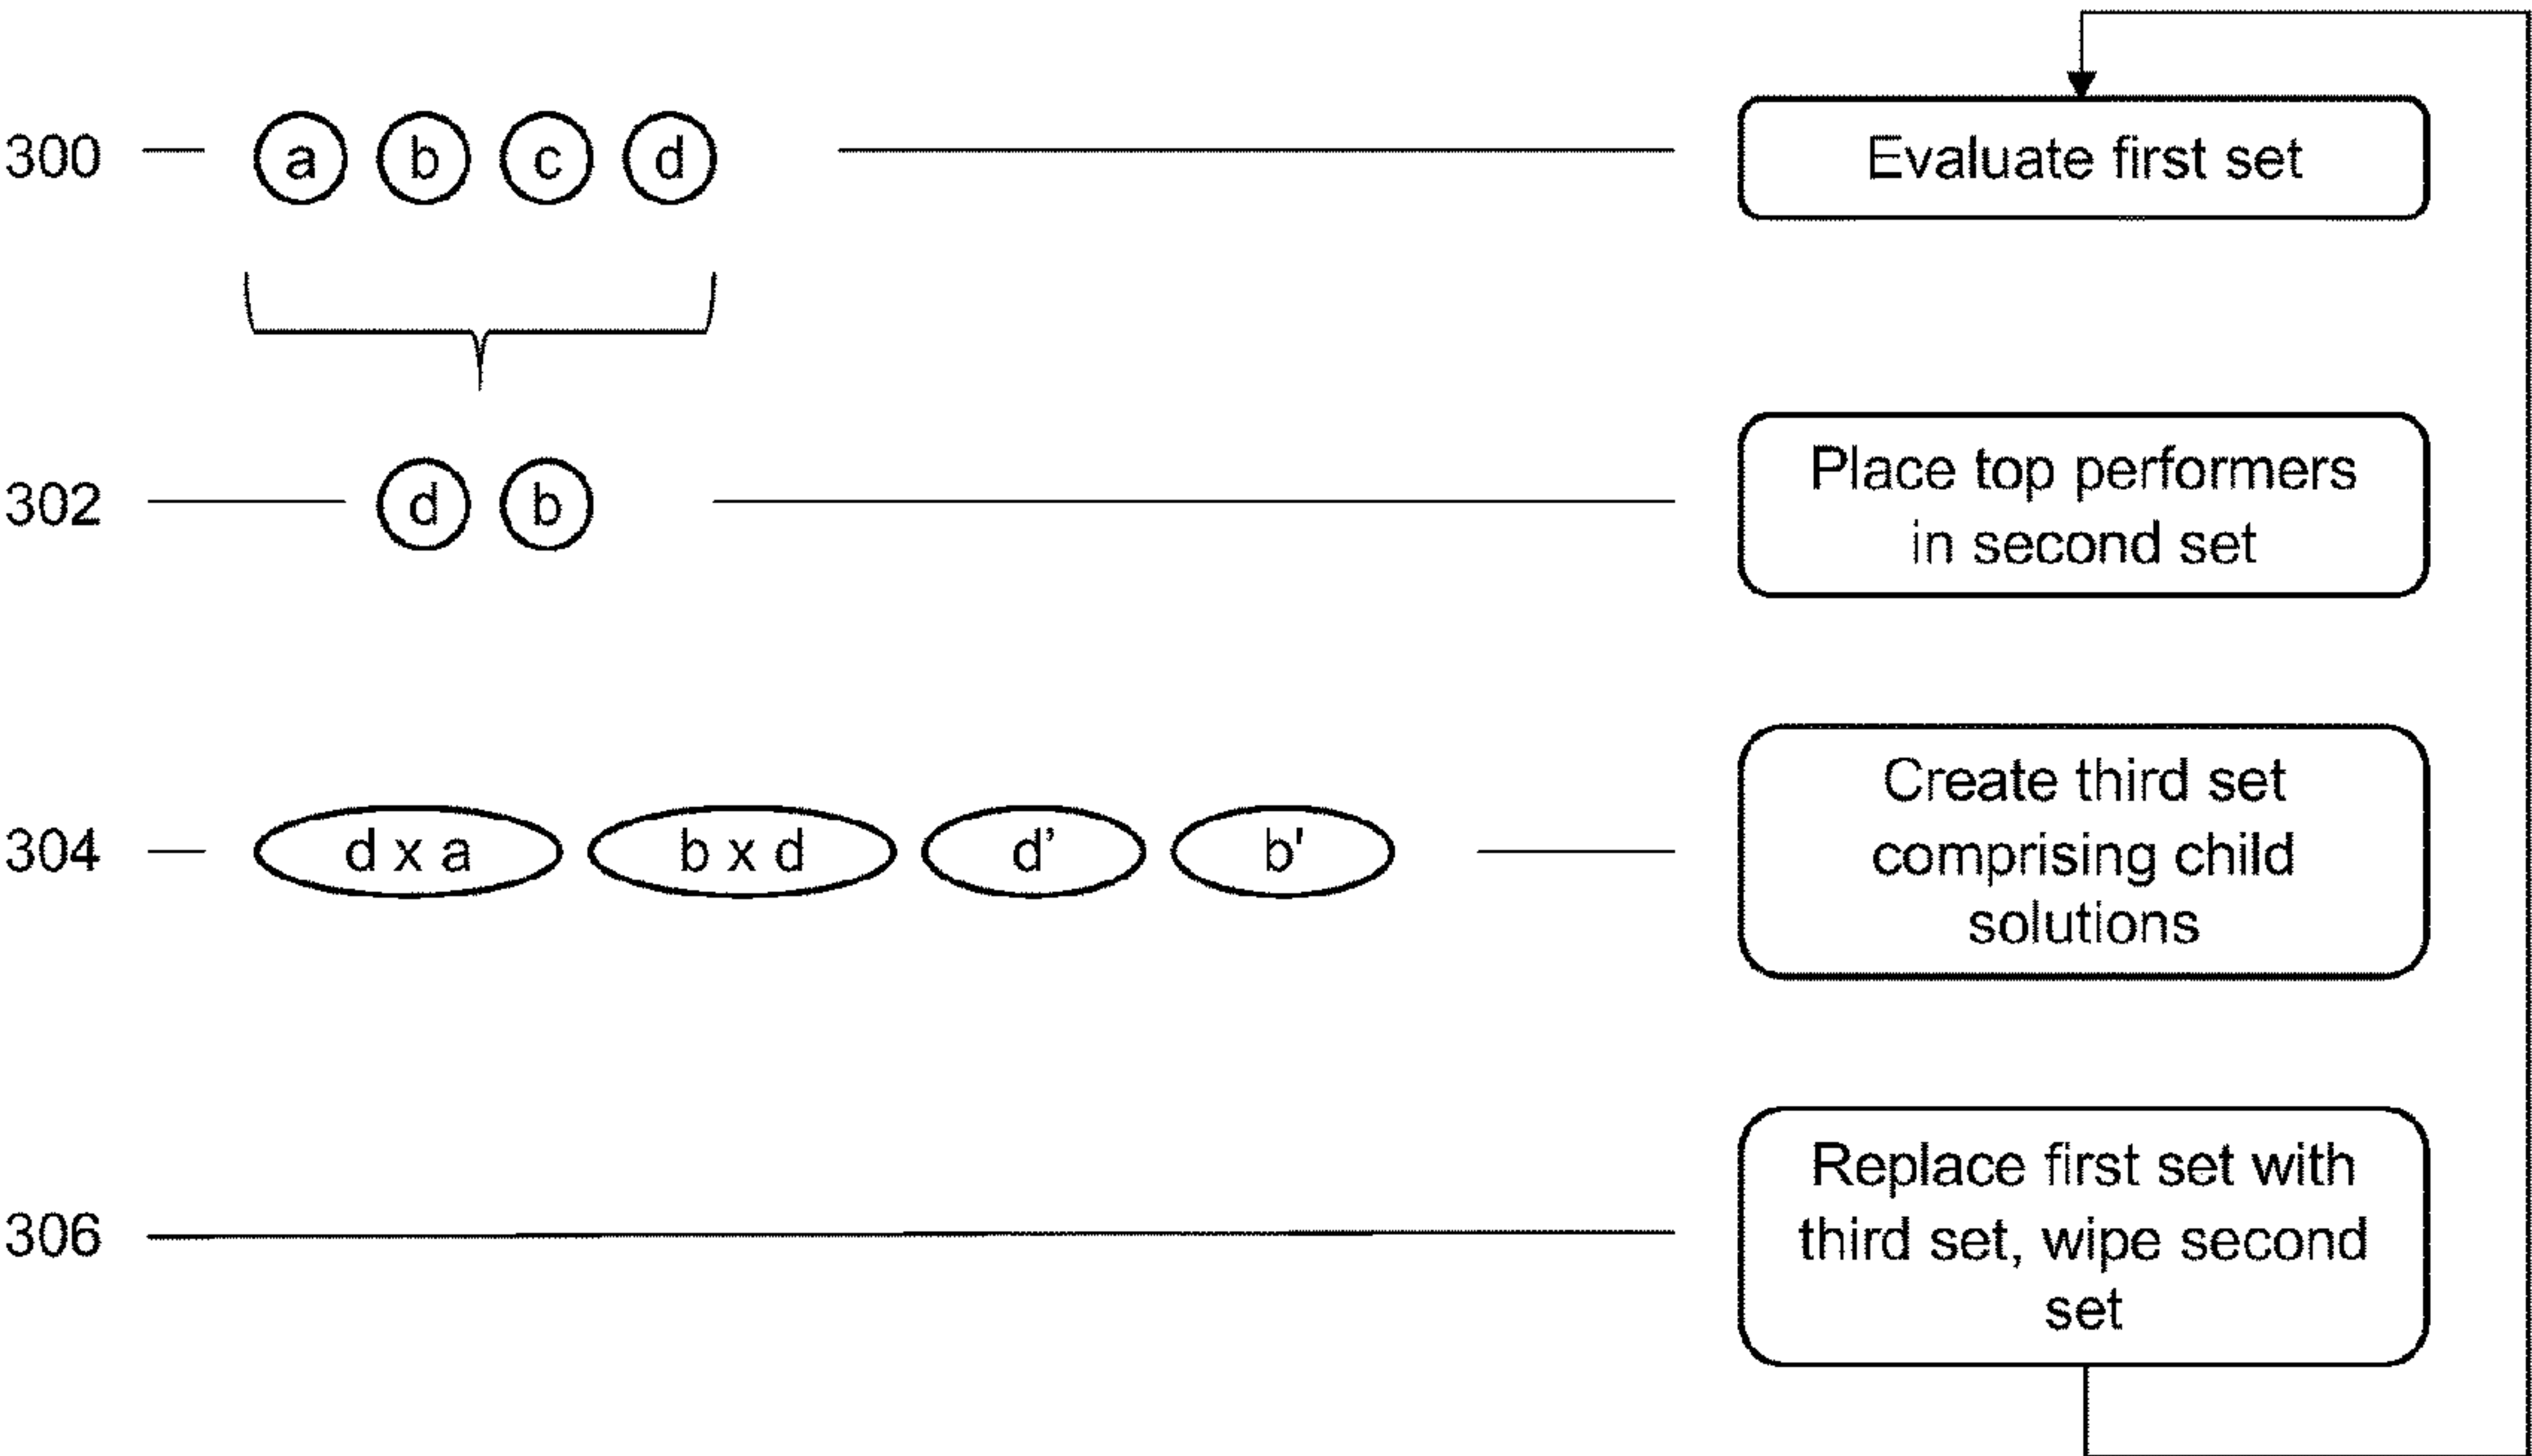 300 a b c d Evaluate first set
302 d b Place top performers
in second set
Create third set
304 d x a b x d d’ b' comprising child
solutions
Replace first set with
306 third set, wipe second
set